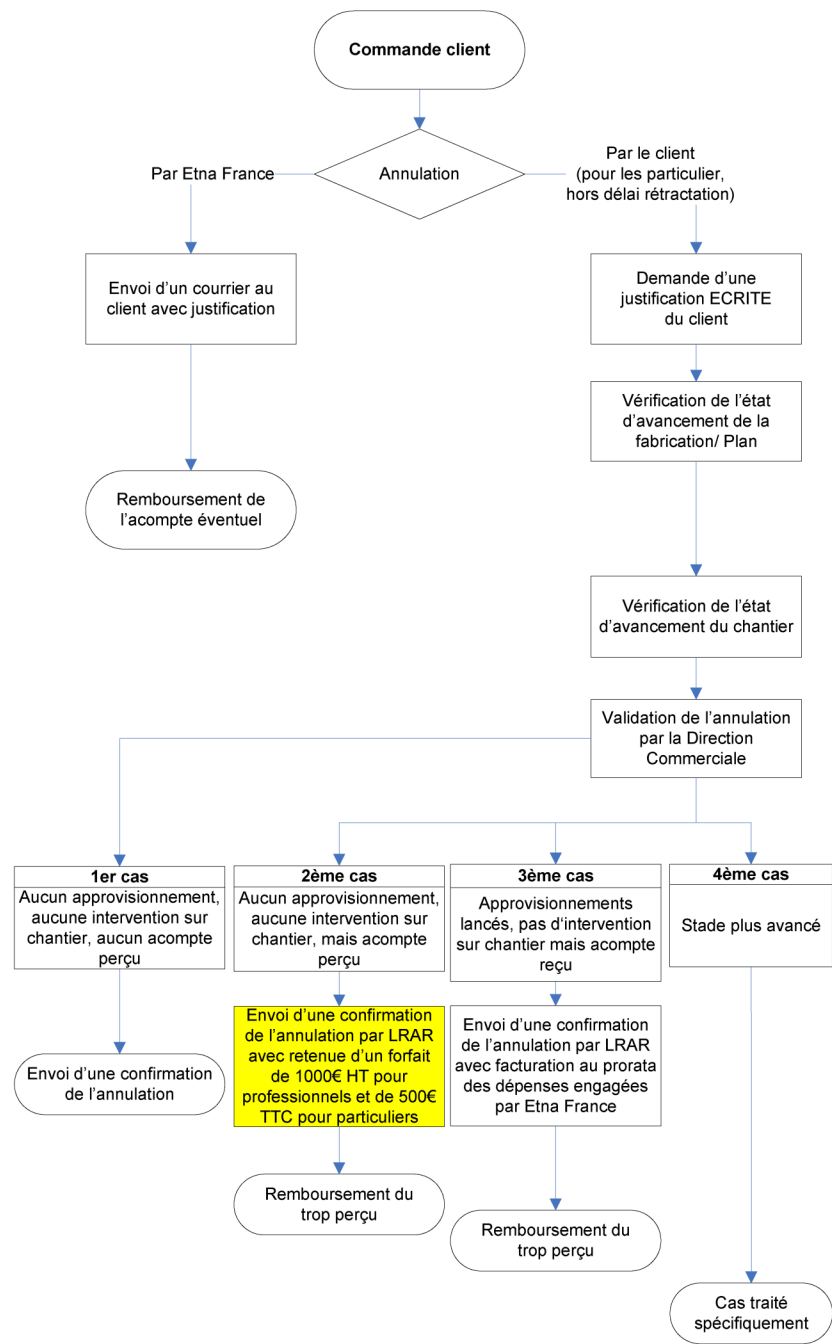 Commande client
Annulation
Par Etna France
Par le client
(pour les particulier,
hors délai rétractation)
Envoi d’un courrier au
client avec justification
Remboursement de
l’acompte éventuel
Demande d’une
justification ECRITE
du client
Vérification de l’état
d’avancement de la
fabrication/ Plan
Vérification de l’état
d’avancement du chantier
Validation de l’annulation
par la Direction
Commerciale
1er cas
Aucun approvisionnement,
aucune intervention sur
chantier, aucun acompte
perçu
Envoi d’une confirmation
de l’annulation
2ème cas
Aucun approvisionnement,
aucune intervention sur
chantier, mais acompte
perçu
Envoi d’une confirmation
de l’annulation par LRAR
avec retenue d’un forfait
de 1000€ HT pour
professionnels et de 500€
TTC pour particuliers
Remboursement du
trop perçu
3ème cas
Approvisionnements
lancés, pas d‘intervention
sur chantier mais acompte
reçu
Envoi d’une confirmation
de l’annulation par LRAR
avec facturation au prorata
des dépenses engagées
par Etna France
Remboursement du
trop perçu
4ème cas
Stade plus avancé
Cas traité
spécifiquement